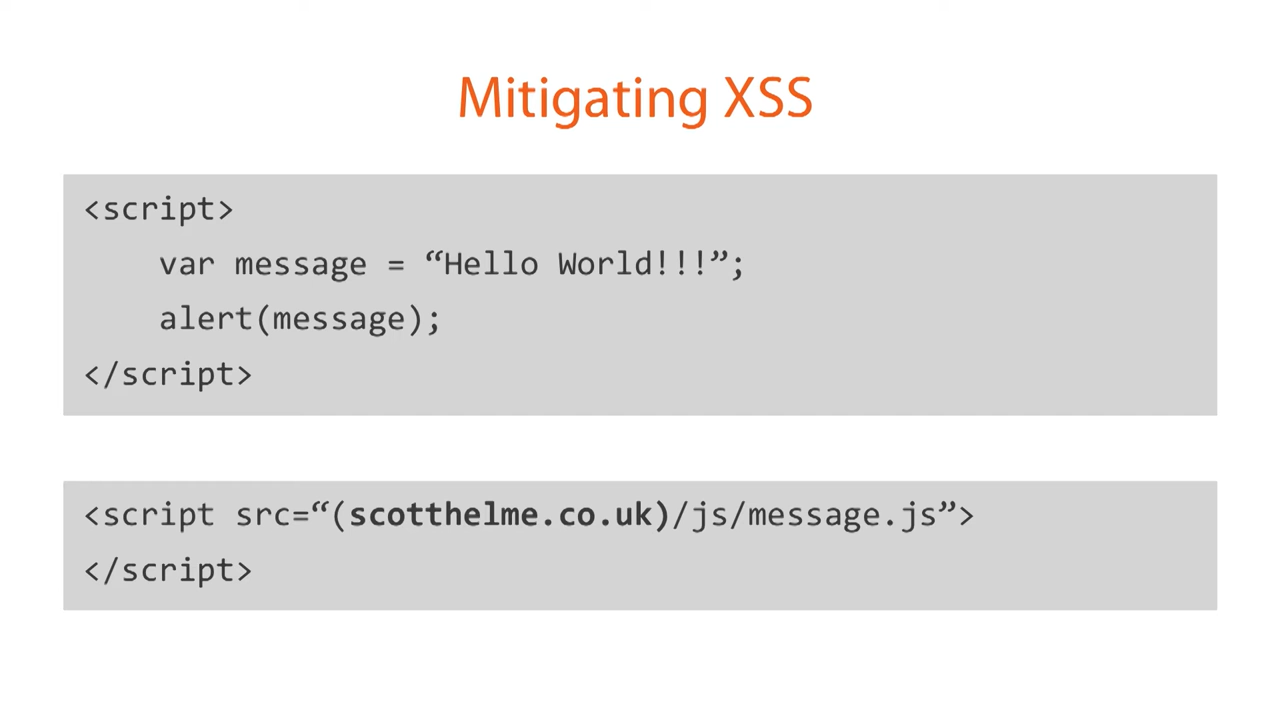 Mitigating XSS
<script>
    var message = “Hello World!!!”;
    alert(message);
</script>
<script src=“(scotthelme.co.uk)/js/message.js”>
</script>